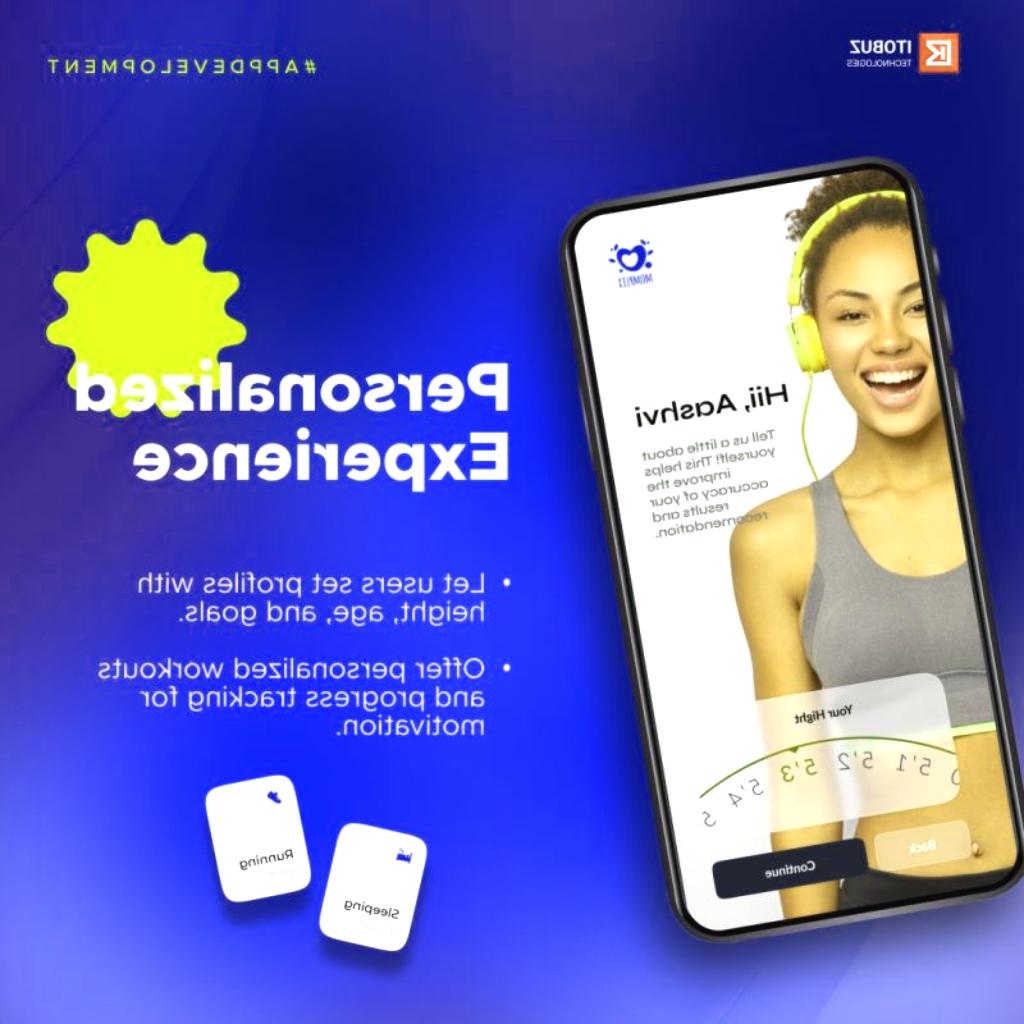 ITOBUZ
TECHNOLOGIES
#APPDEVELOPMENT
Personalized
Experience
• Let users set profiles with
height, age, and goals.
• Offer personalized workouts
and progress tracking for
motivation.
Running
Sleeping
Hii, Aashvi
Tell us a little about
yourself! This helps
improve the
accuracy of your
results and
recomendation.
Your Hight
5'1 5'2 5'3 5'4 5
Back
Continue